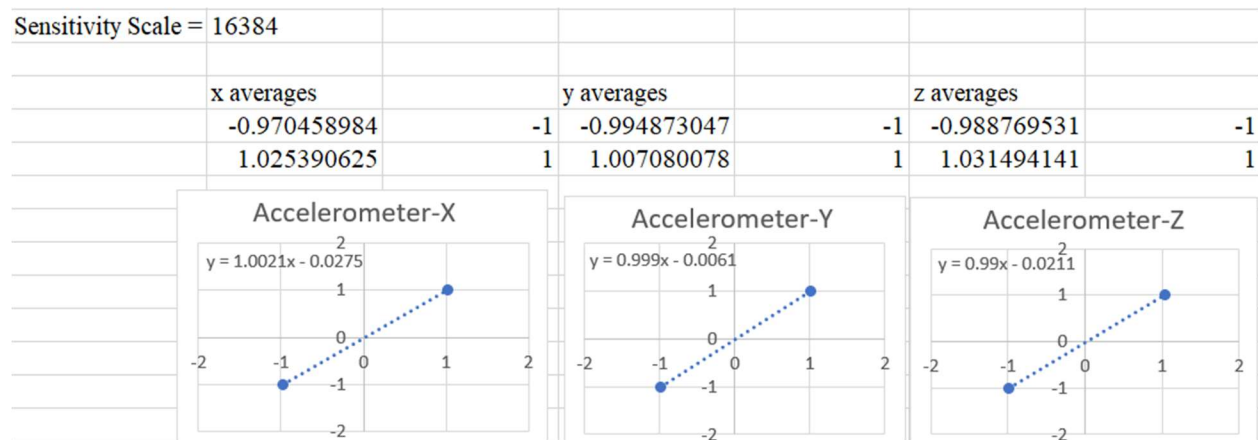 Sensitivity Scale = 16384
x averages y averages z averages
-0.970458984 -1 -0.994873047 -1 -0.988769531 -1
1.025390625 1 1.007080078 1 1.031494141 1
Accelerometer-X
2
y = 1.0021x - 0.0275
1
0
-2 -1 0 1 2
-1
-2
Accelerometer-Y
2
y = 0.999x - 0.0061
1
0
-2 -1 0 1 2
-1
-2
Accelerometer-Z
2
y = 0.99x - 0.0211
1
0
-2 -1 0 1 2
-1
-2